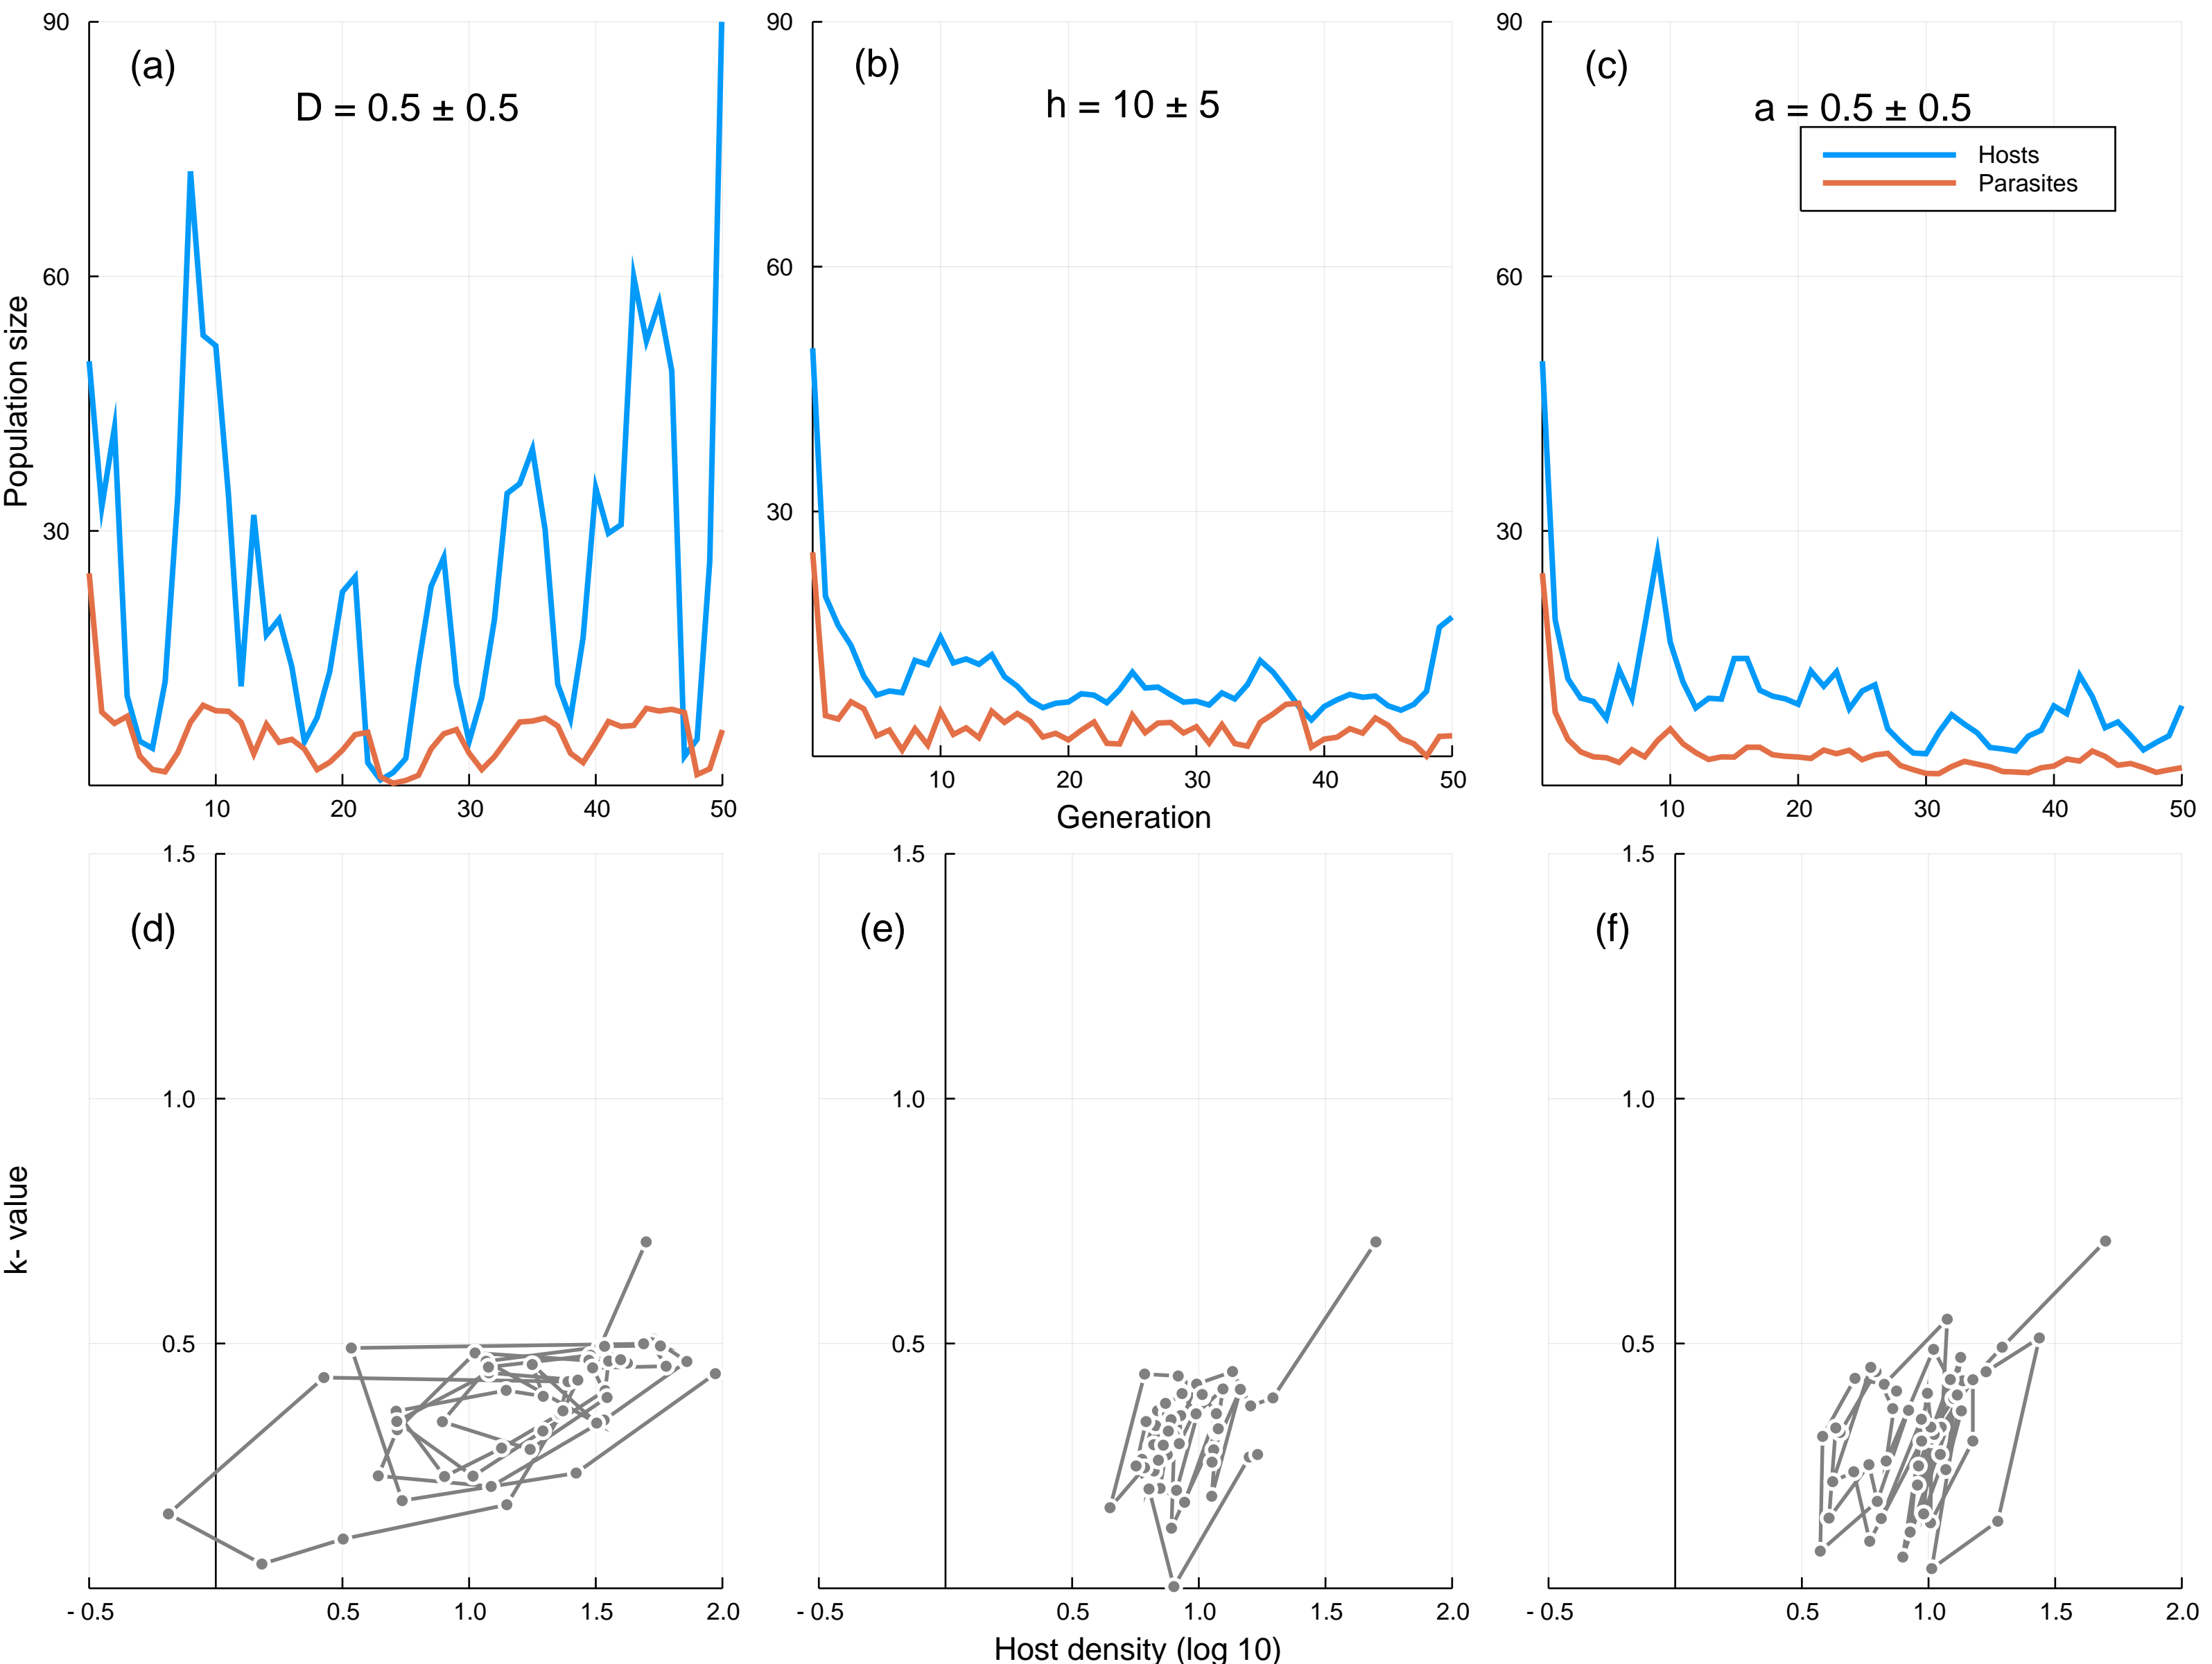 (a)
D = 0.5 ± 0.5
90
60
30
10 20 30 40 50
Population size
(b)
h = 10 ± 5
90
60
30
10 20 30 40 50
Generation
(c)
a = 0.5 ± 0.5
Hosts
Parasites
90
60
30
10 20 30 40 50
(d)
1.5
1.0
0.5
- 0.5 0.5 1.0 1.5 2.0
k- value
(e)
1.5
1.0
0.5
- 0.5 0.5 1.0 1.5 2.0
Host density (log 10)
(f)
1.5
1.0
0.5
- 0.5 0.5 1.0 1.5 2.0